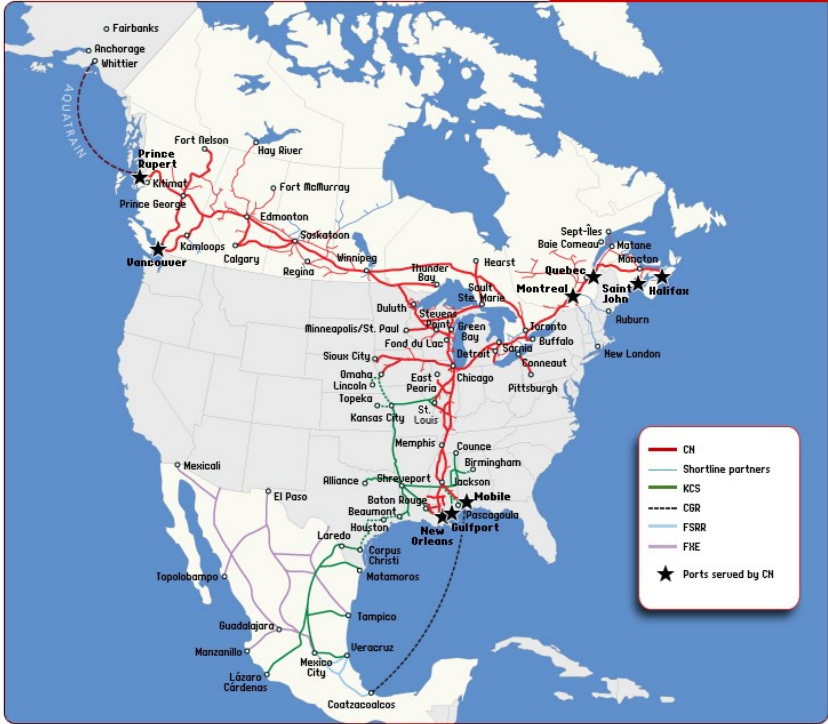 Fairbanks
Anchorage
Whittier
AQUATRAIN
Fort Nelson
Hay River
Prince
Rupert
Kitimat
Fort McMurray
Prince George
Edmonton
Saskatoon
Kamloops
Vancouver
Calgary
Regina
Winnipeg
Thunder
Bay
Hearst
Sept-Îles
Baie Comeau
Matane
Moncton
Quebec
Montreal
Saint
John
Halifax
Sault
Ste. Marie
Duluth
Stevens
Point
Minneapolis/St. Paul
Green
Bay
Fond du Lac
Toronto
Buffalo
Auburn
Sarnia
Detroit
Conneaut
New London
Sioux City
Omaha
Lincoln
East
Peoria
Chicago
Pittsburgh
Topeka
Kansas City
St.
Louis
Memphis
Counce
Birmingham
Mexicali
El Paso
Alliance
Shreveport
Jackson
Baton Rouge
Mobile
Beaumont
Pascagoula
Houston
New
Orleans
Gulfport
Laredo
Corpus
Christi
Matamoros
Topolobampo
Tampico
Guadalajara
Manzanillo
Veracruz
Mexico
City
Lázaro
Cárdenas
Coatzacoalcos
CN
Shortline partners
KCS
CGR
FSRR
FXE
Ports served by CN